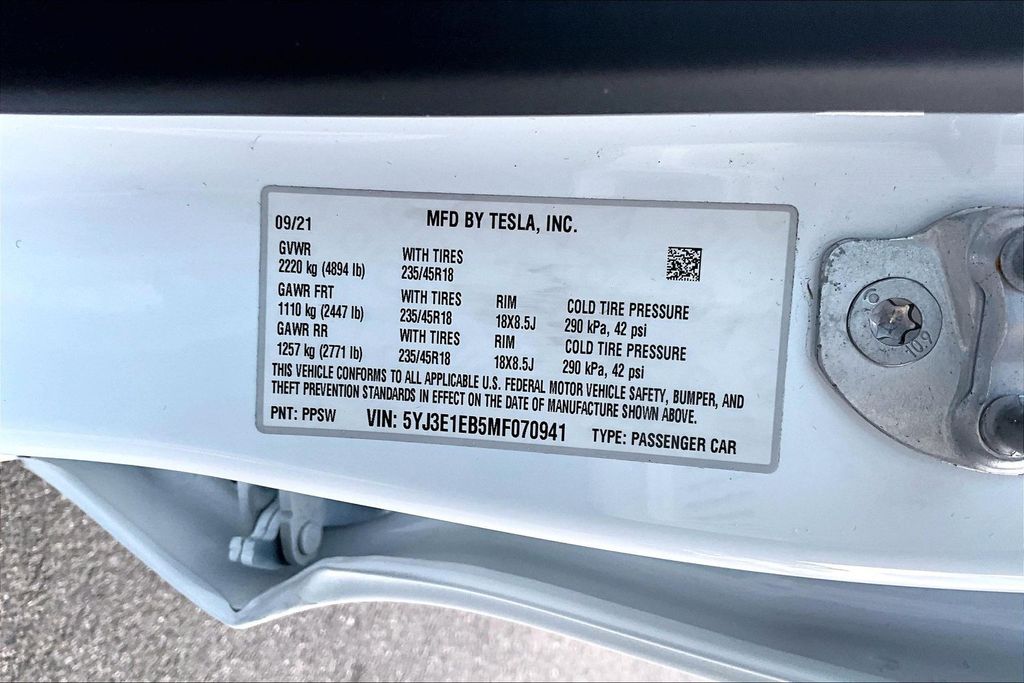 09/21 MFD BY TESLA, INC.
GVWR WITH TIRES
2220 kg (4894 lb) 235/45R18
GAWR FRT WITH TIRES RIM COLD TIRE PRESSURE
1110 kg (2447 lb) 235/45R18 18X8.5J 290 kPa, 42 psi
GAWR RR WITH TIRES RIM COLD TIRE PRESSURE
1257 kg (2771 lb) 235/45R18 18X8.5J 290 kPa, 42 psi
THIS VEHICLE CONFORMS TO ALL APPLICABLE U.S. FEDERAL MOTOR VEHICLE SAFETY, BUMPER, AND
THEFT PREVENTION STANDARDS IN EFFECT ON THE DATE OF MANUFACTURE SHOWN ABOVE.
PNT: PPSW VIN: 5YJ3E1EB5MF070941 TYPE: PASSENGER CAR
10.9